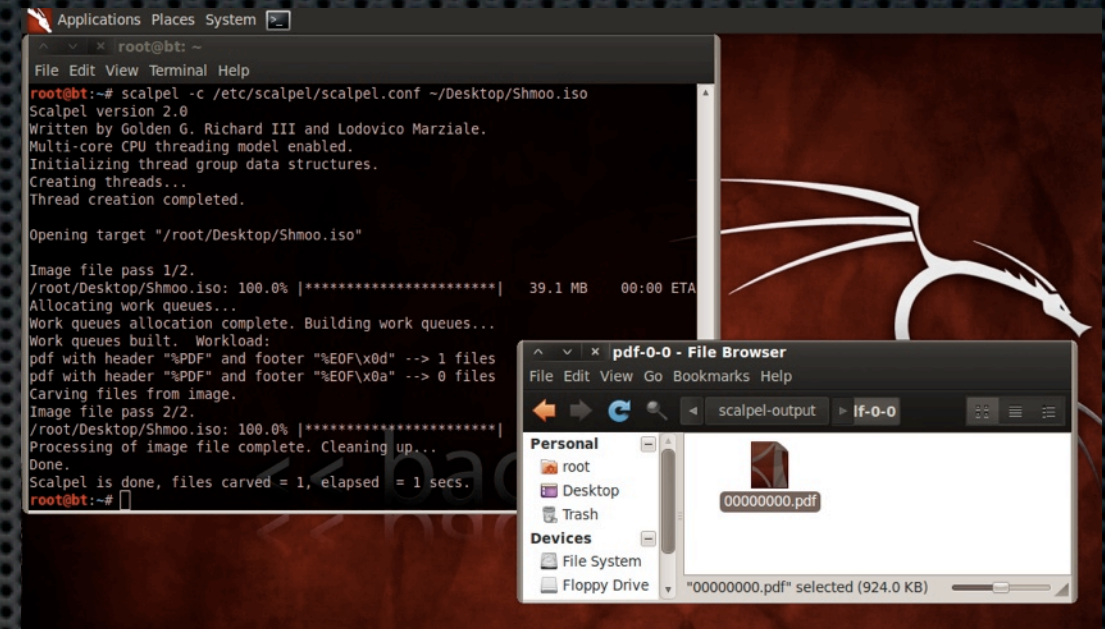 Applications Places System
root@bt: ~
File Edit View Terminal Help
root@bt:~# scalpel -c /etc/scalpel/scalpel.conf ~/Desktop/Shmoo.iso
Scalpel version 2.0
Written by Golden G. Richard III and Lodovico Marziale.
Multi-core CPU threading model enabled.
Initializing thread group data structures.
Creating threads...
Thread creation completed.
Opening target "/root/Desktop/Shmoo.iso"
Image file pass 1/2.
/root/Desktop/Shmoo.iso: 100.0% |***********************| 39.1 MB 00:00 ETA
Allocating work queues...
Work queues allocation complete. Building work queues...
Work queues built. Workload:
pdf with header "%PDF" and footer "%EOF\x0d" --> 1 files
pdf with header "%PDF" and footer "%EOF\x0a" --> 0 files
Carving files from image.
Image file pass 2/2.
/root/Desktop/Shmoo.iso: 100.0% |***********************|
Processing of image file complete. Cleaning up...
Done.
Scalpel is done, files carved = 1, elapsed = 1 secs.
root@bt:~#
pdf-0-0 - File Browser
File Edit View Go Bookmarks Help
scalpel-output
lf-0-0
Personal
root
Desktop
Trash
Devices
File System
Floppy Drive
00000000.pdf
"00000000.pdf" selected (924.0 KB)